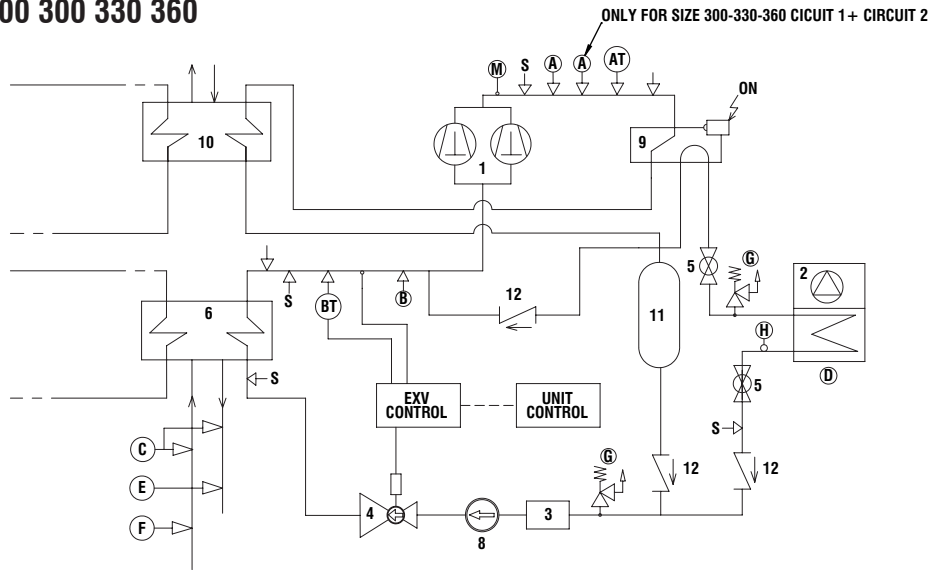 00 300 330 360
ONLY FOR SIZE 300-330-360 CICUIT 1+ CIRCUIT 2
M S A A AT
ON
10
1
9
6
S
BT
B
12
5
G
2
11
H
D
S
EXV
CONTROL
UNIT
CONTROL
5
S
C
G
12
12
E
4
3
F
8